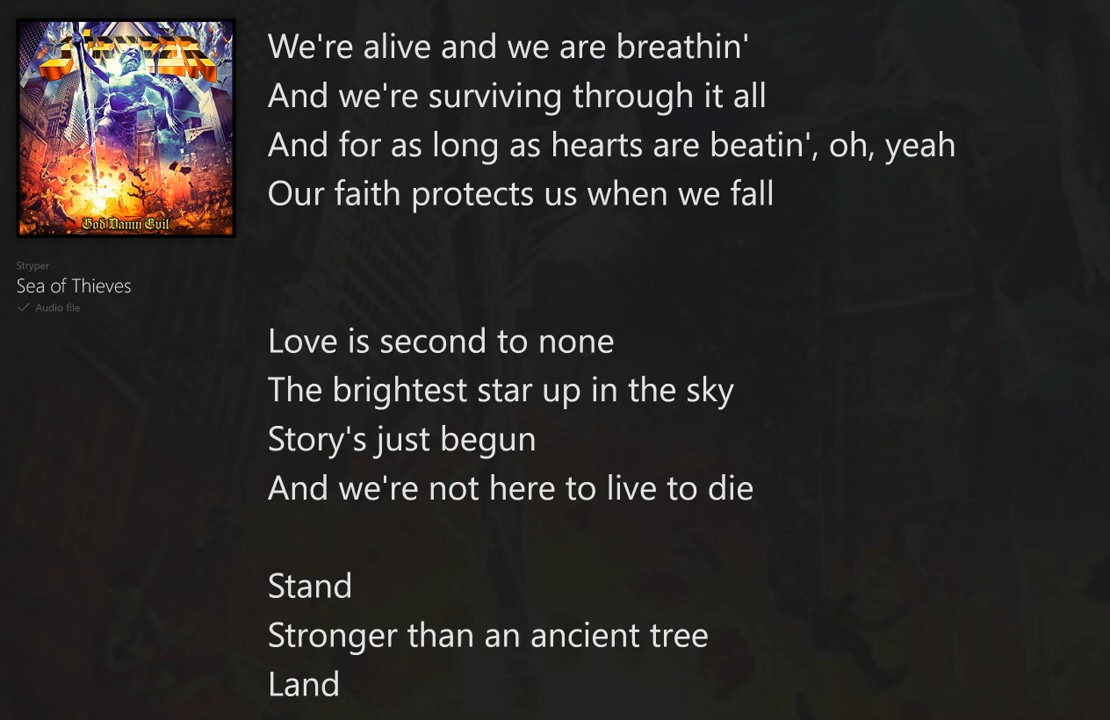 STRYPER
God Damn Evil
Stryper
Sea of Thieves
Audio file
We're alive and we are breathin'
And we're surviving through it all
And for as long as hearts are beatin', oh, yeah
Our faith protects us when we fall
Love is second to none
The brightest star up in the sky
Story's just begun
And we're not here to live to die
Stand
Stronger than an ancient tree
Land